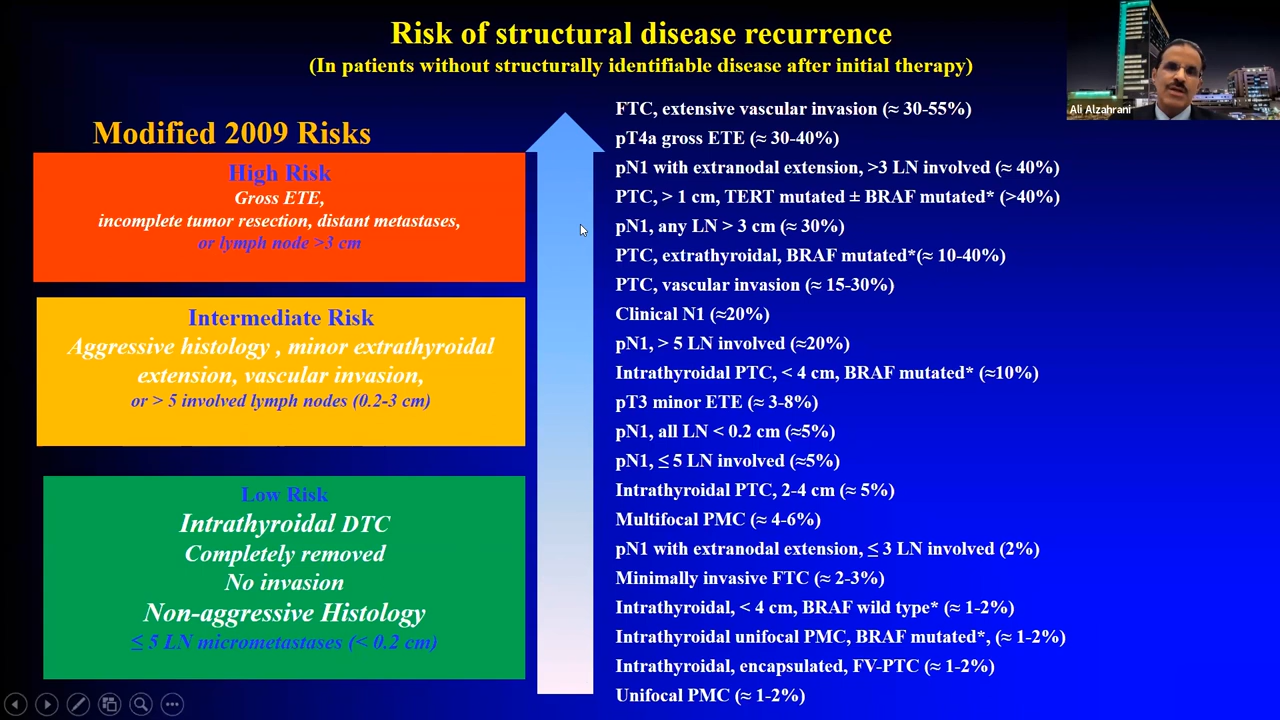 Risk of structural disease recurrence
(In patients without structurally identifiable disease after initial therapy)
Ali Alzahrani
Modified 2009 Risks
High Risk
Gross ETE,
incomplete tumor resection, distant metastases,
or lymph node >3 cm
Intermediate Risk
Aggressive histology , minor extrathyroidal
extension, vascular invasion,
or > 5 involved lymph nodes (0.2-3 cm)
Low Risk
Intrathyroidal DTC
Completely removed
No invasion
Non-aggressive Histology
≤ 5 LN micrometastases (< 0.2 cm)
FTC, extensive vascular invasion (≈ 30-55%)
pT4a gross ETE (≈ 30-40%)
pN1 with extranodal extension, >3 LN involved (≈ 40%)
PTC, > 1 cm, TERT mutated ± BRAF mutated* (>40%)
pN1, any LN > 3 cm (≈ 30%)
PTC, extrathyroidal, BRAF mutated*(≈ 10-40%)
PTC, vascular invasion (≈ 15-30%)
Clinical N1 (≈20%)
pN1, > 5 LN involved (≈20%)
Intrathyroidal PTC, < 4 cm, BRAF mutated* (≈10%)
pT3 minor ETE (≈ 3-8%)
pN1, all LN < 0.2 cm (≈5%)
pN1, ≤ 5 LN involved (≈5%)
Intrathyroidal PTC, 2-4 cm (≈ 5%)
Multifocal PMC (≈ 4-6%)
pN1 with extranodal extension, ≤ 3 LN involved (2%)
Minimally invasive FTC (≈ 2-3%)
Intrathyroidal, < 4 cm, BRAF wild type* (≈ 1-2%)
Intrathyroidal unifocal PMC, BRAF mutated*, (≈ 1-2%)
Intrathyroidal, encapsulated, FV-PTC (≈ 1-2%)
Unifocal PMC (≈ 1-2%)